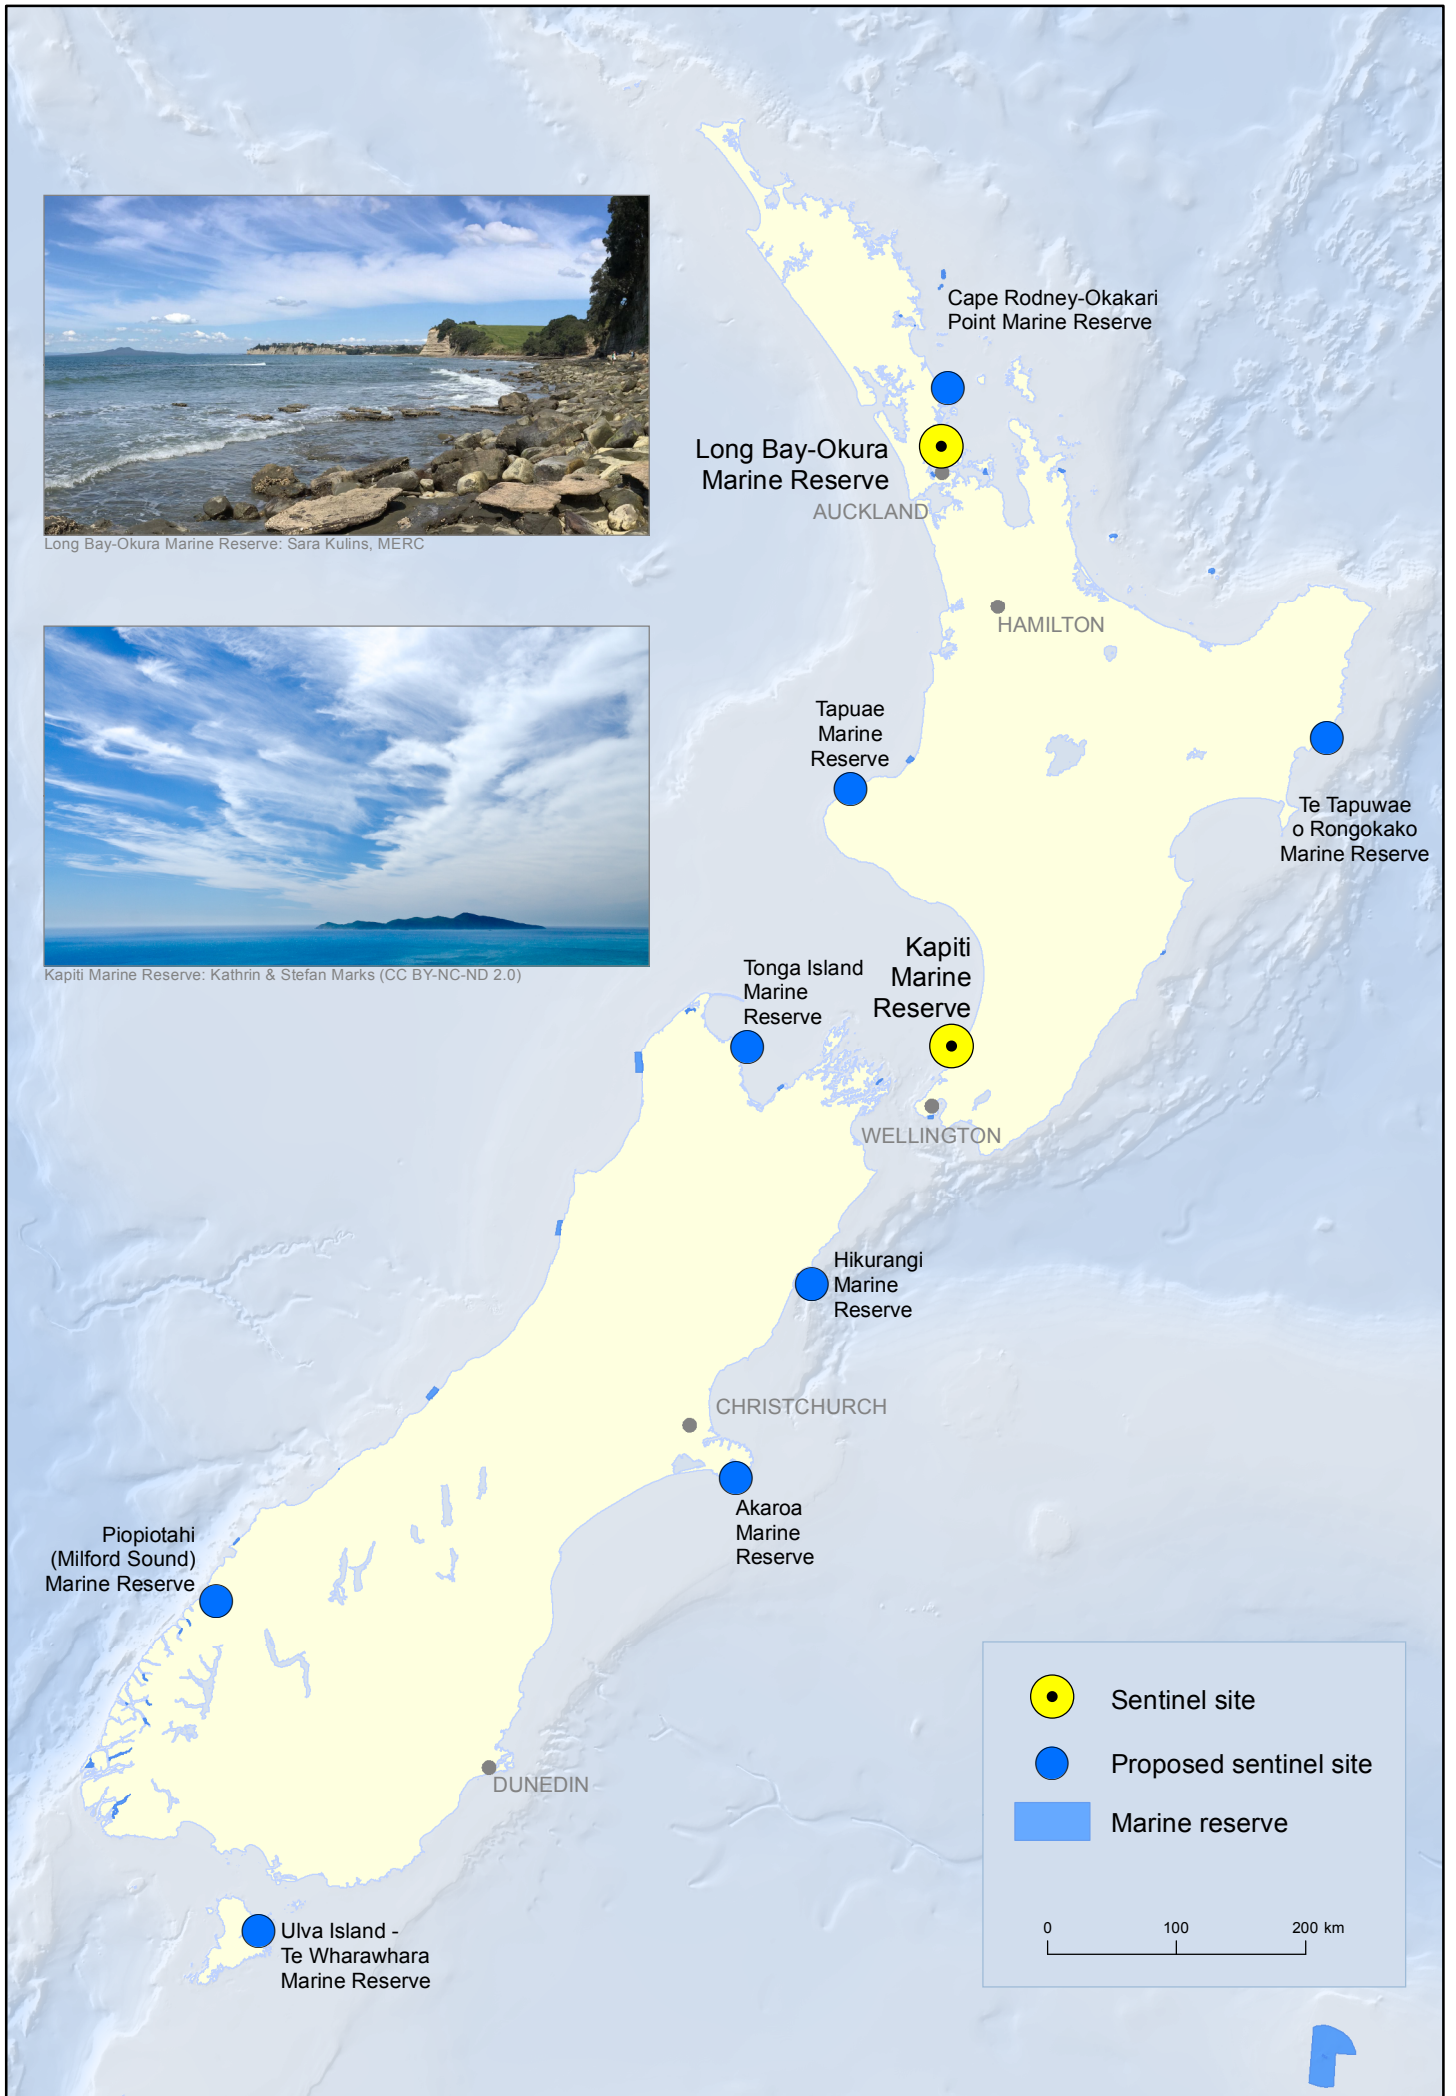 Cape Rodney-Okakari
Point Marine Reserve
Long Bay-Okura
Marine Reserve
AUCKLAND
Long Bay-Okura Marine Reserve: Sara Kulins, MERC
HAMILTON
Tapuae
Marine
Reserve
Te Tapuwae
o Rongokako
Marine Reserve
Kapiti
Marine
Reserve
Kapiti Marine Reserve: Kathrin & Stefan Marks (CC BY-NC-ND 2.0)
Tonga Island
Marine
Reserve
WELLINGTON
Hikurangi
Marine
Reserve
CHRISTCHURCH
Akaroa
Marine
Reserve
Piopiotahi
(Milford Sound)
Marine Reserve
DUNEDIN
Ulva Island -
Te Wharawhara
Marine Reserve
Sentinel site
Proposed sentinel site
Marine reserve
0 100 200 km